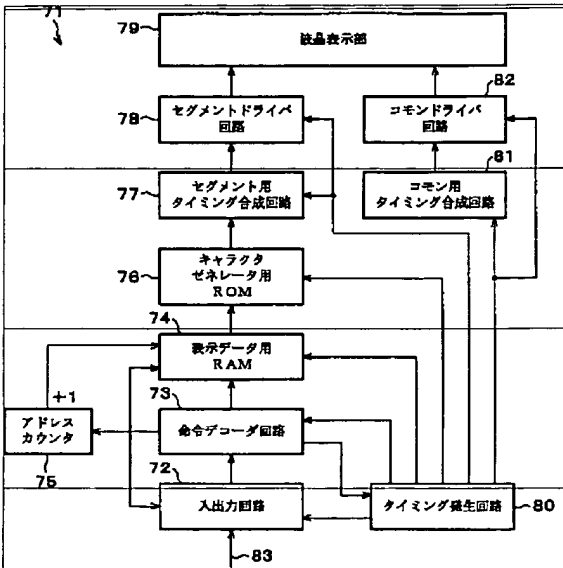 71
79
液晶表示部
82
78
セグメントドライバ
回路
コモンドライバ
回路
81
77
セグメント用
タイミング合成回路
コモン用
タイミング合成回路
76
キャラクタ
ゼネレータ用
ROM
74
表示データ用
RAM
+1
73
アドレス
カウンタ
75
命令デコーダ回路
72
入出力回路
タイミング発生回路
80
83